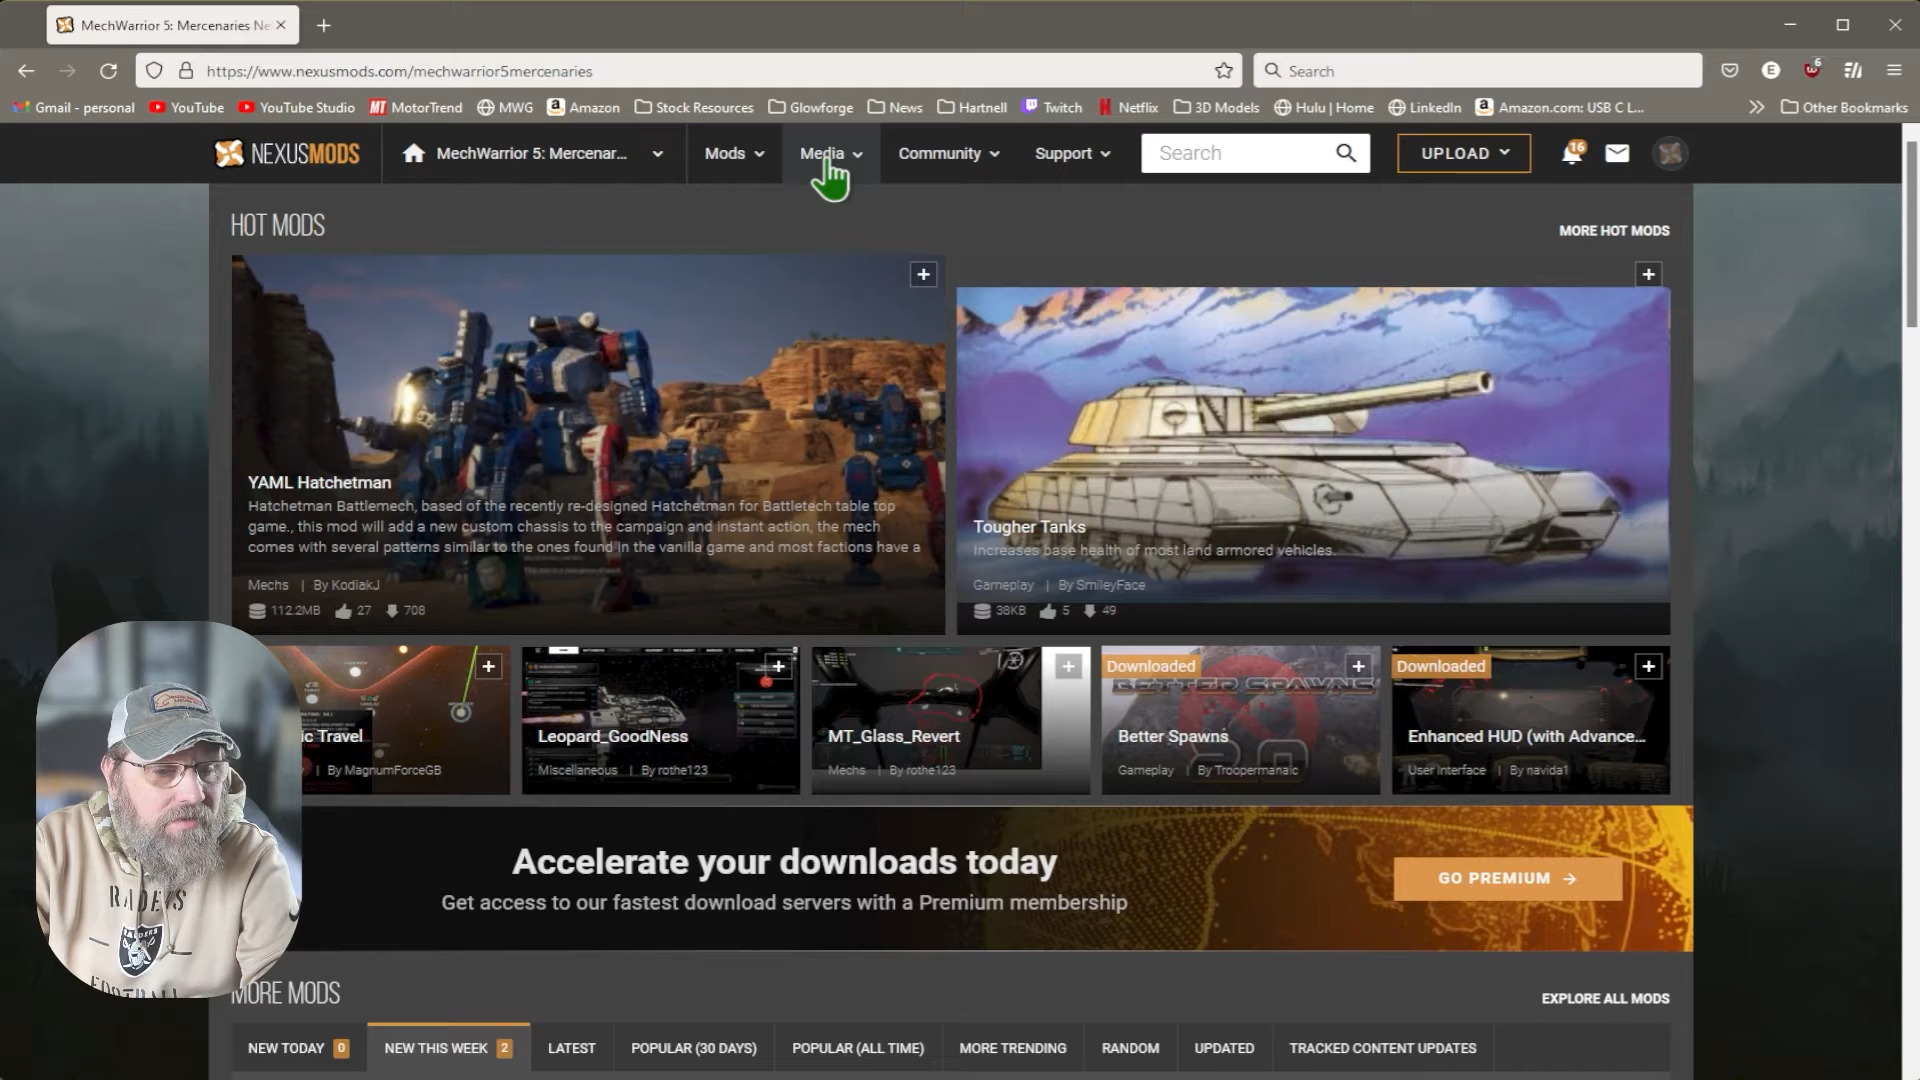 MechWarrior 5: Mercenaries Ne
https://www.nexusmods.com/mechwarrior5mercenaries
Search
6
Gmail - personal
YouTube
YouTube Studio
MT MotorTrend
MWG
Amazon
Stock Resources
Glowforge
News
Hartnell
Twitch
Netflix
3D Models
Hulu | Home
LinkedIn
Amazon.com: USB C L...
Other Bookmarks
NEXUSMODS
MechWarrior 5: Mercenar...
Mods
Media
Community
Support
Search
UPLOAD
16
HOT MODS
MORE HOT MODS
YAML Hatchetman
Hatchetman Battlemech, based of the recently re-designed Hatchetman for Battletech table top
game., this mod will add a new custom chassis to the campaign and instant action, the mech
comes with several patterns similar to the ones found in the vanilla game and most factions have a
Mechs | By KodiakJ
112.2MB 27 708
Tougher Tanks
Increases base health of most land armored vehicles.
Gameplay | By SmileyFace
38KB 5 49
ic Travel
| By MagnumForceGB
Leopard_GoodNess
Miscellaneous | By rothe123
MT_Glass_Revert
Mechs | By rothe123
Downloaded
BETTER SPAWNS
2.0
Better Spawns
Gameplay | By Troopermanaic
Downloaded
Enhanced HUD (with Advance...
User Interface | By navida1
Accelerate your downloads today
Get access to our fastest download servers with a Premium membership
GO PREMIUM
RAIDERS
RAIDERS
FOOTBALL
MORE MODS
EXPLORE ALL MODS
NEW TODAY 0
NEW THIS WEEK 2
LATEST
POPULAR (30 DAYS)
POPULAR (ALL TIME)
MORE TRENDING
RANDOM
UPDATED
TRACKED CONTENT UPDATES